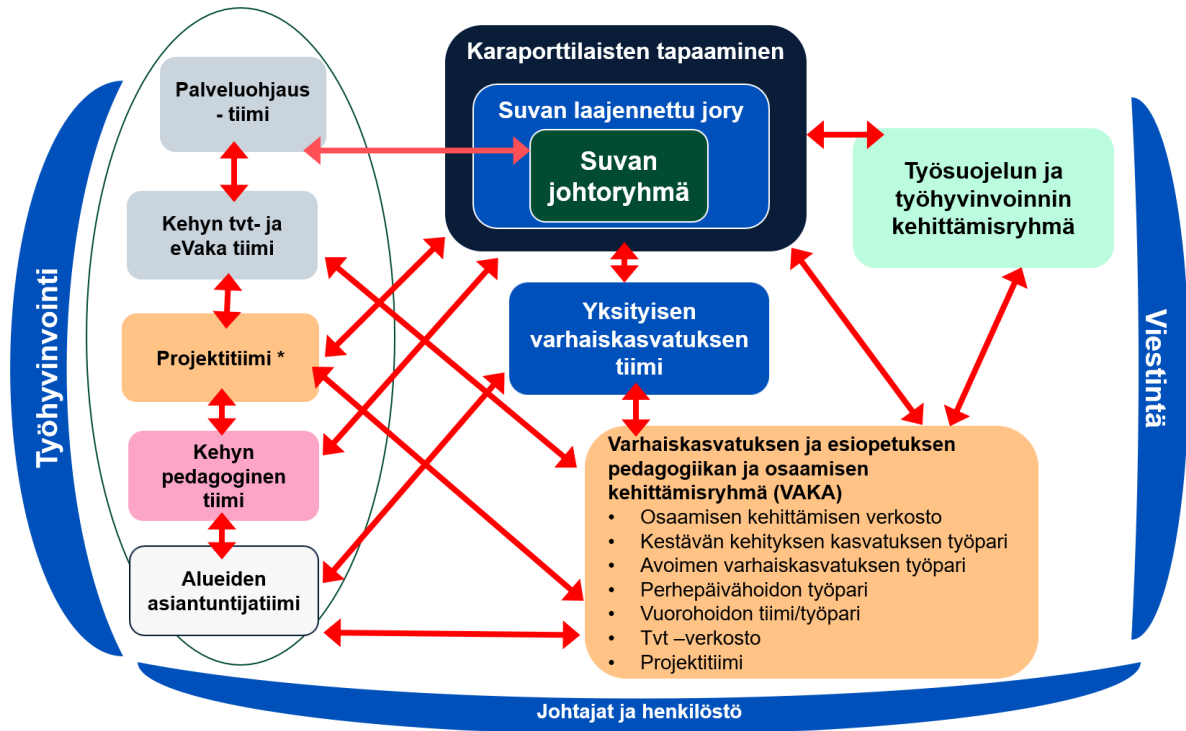 Työhyvinvointi
Palveluohjaus
- tiimi
Kehyn tvt- ja
eVaka tiimi
Projektitiimi *
Kehyn
pedagoginen
tiimi
Alueiden
asiantuntijatiimi
Karaporttilaisten tapaaminen
Suvan laajennettu jory
Suvan
johtoryhmä
Yksityisen
varhaiskasvatuksen
tiimi
Työsuojelun ja
työhyvinvoinnin
kehittämisryhmä
Varhaiskasvatuksen ja esiopetuksen
pedagogiikan ja osaamisen
kehittämisryhmä (VAKA)
• Osaamisen kehittämisen verkosto
• Kestävän kehityksen kasvatuksen työpari
• Avoimen varhaiskasvatuksen työpari
• Perhepäivähoidon työpari
• Vuorohoidon tiimi/työpari
• Tvt –verkosto
• Projektitiimi
Viestintä
Johtajat ja henkilöstö